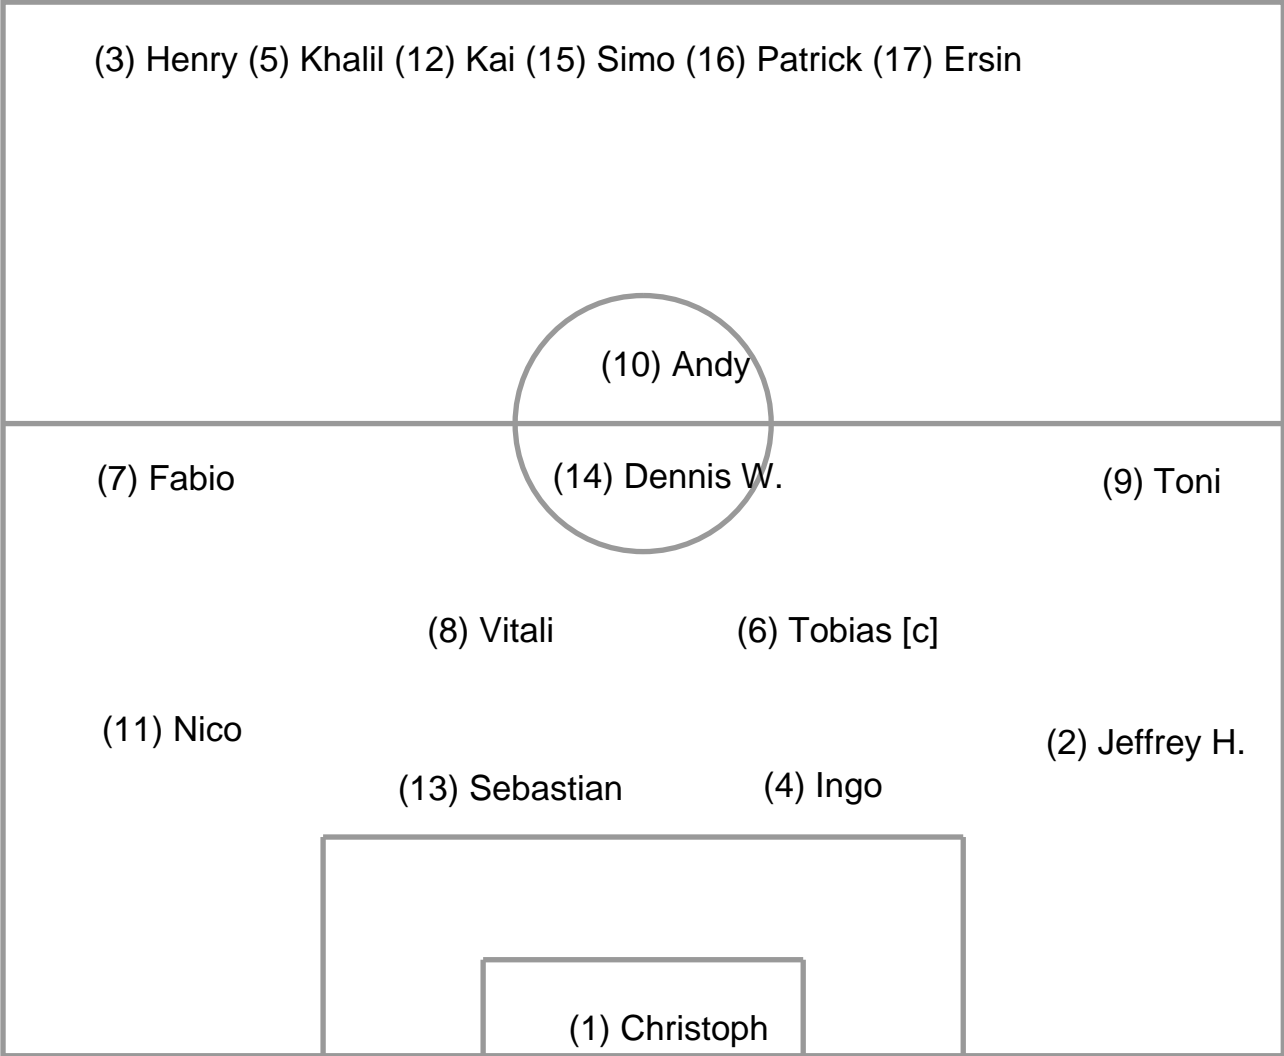 (3) Henry (5) Khalil (12) Kai (15) Simo (16) Patrick (17) Ersin
(10) Andy
(7) Fabio
(14) Dennis W.
(9) Toni
(8) Vitali
(6) Tobias [c]
(11) Nico
(2) Jeffrey H.
(13) Sebastian
(4) Ingo
(1) Christoph